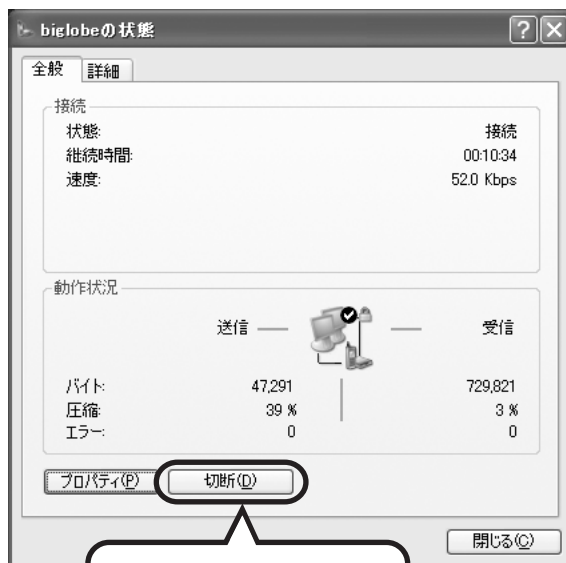 biglobeの状態
全般 詳細
接続
状態: 接続
継続時間: 00:10:34
速度: 52.0 Kbps
動作状況
送信 受信
バイト: 47,291 729,821
圧縮: 39 % 3 %
エラー: 0 0
プロパティ(P) 切断(D)
閉じる(C)